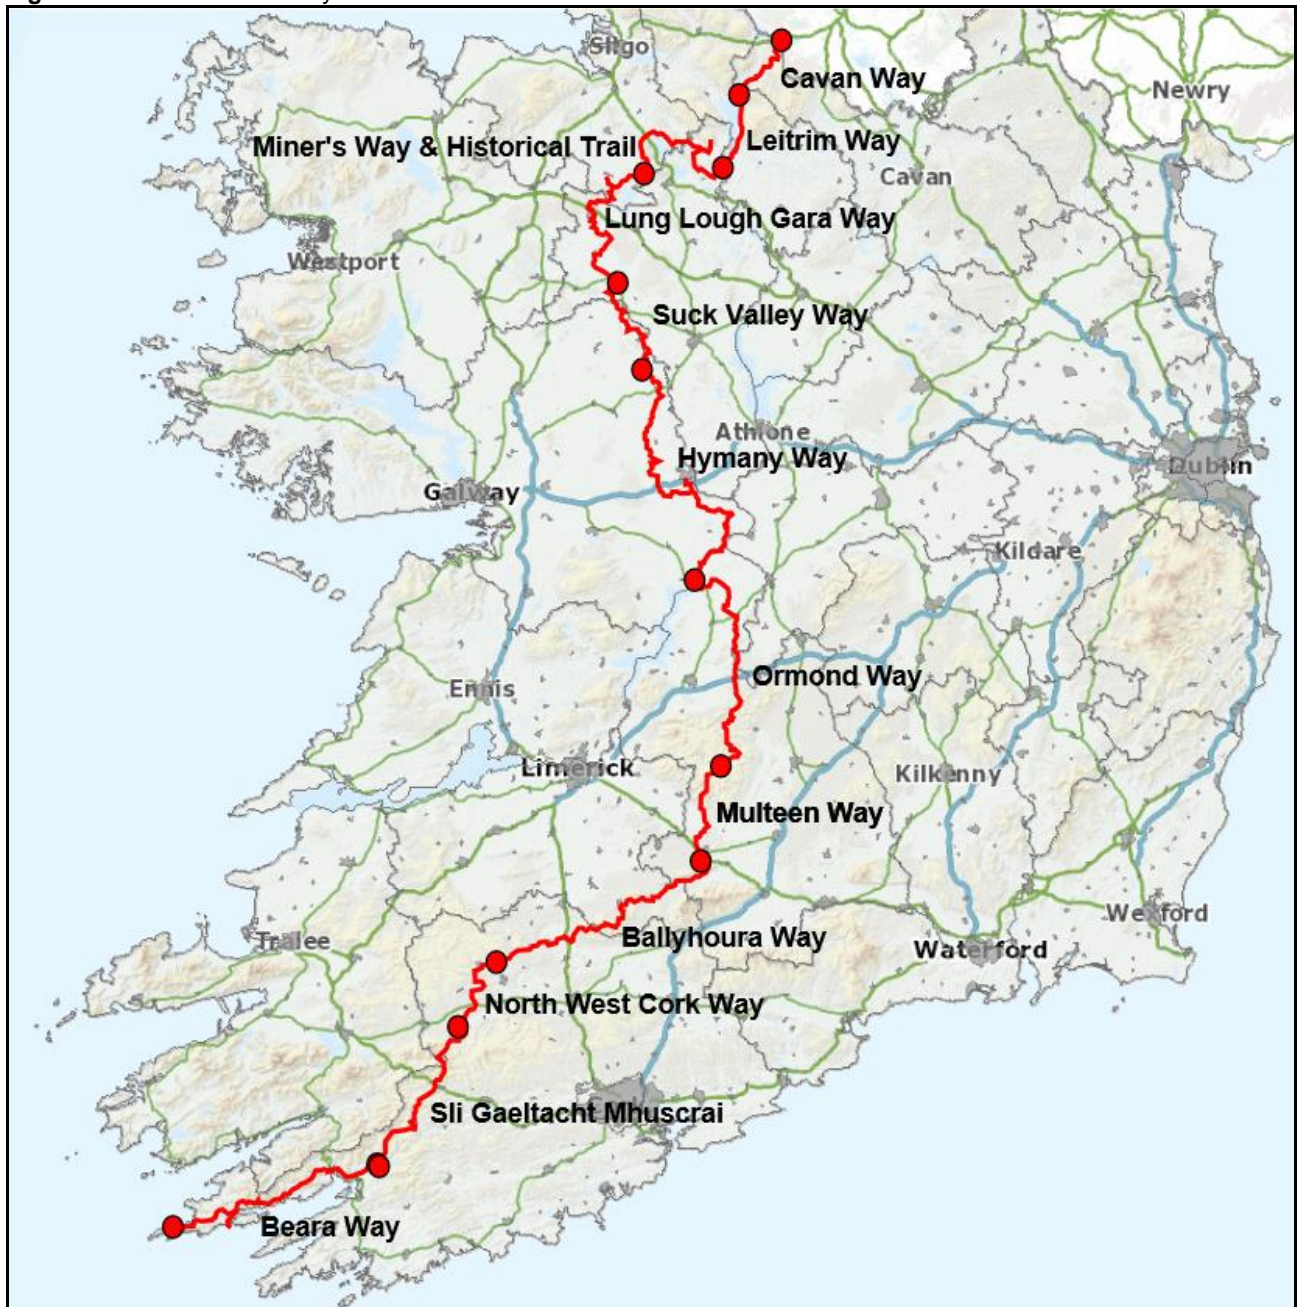 Sligo
Cavan Way
Newry
Miner's Way & Historical Trail
Leitrim Way
Cavan
Lung Lough Gara Way
Westport
Suck Valley Way
Athlone
Hymany Way
Dublin
Galway
Kildare
Ormond Way
Ennis
Limerick
Kilkenny
Multeen Way
Wexford
Tralee
Ballyhoura Way
Waterford
North West Cork Way
Sli Gaeltacht Mhuscrai
Beara Way